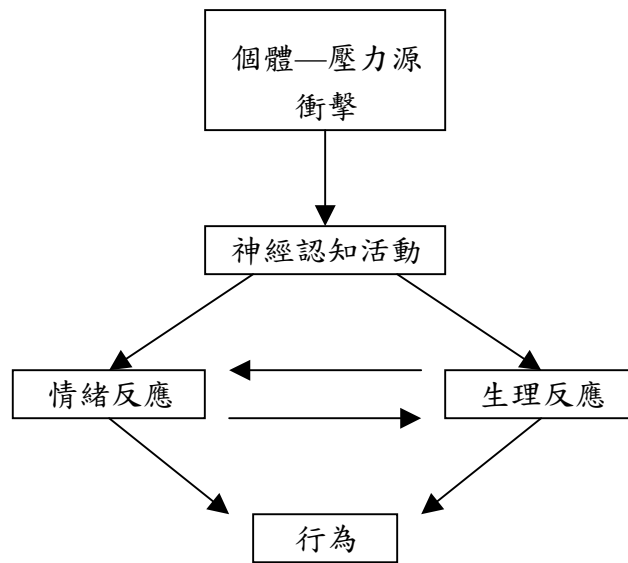 個體—壓力源
衝擊
神經認知活動
情緒反應
生理反應
行為